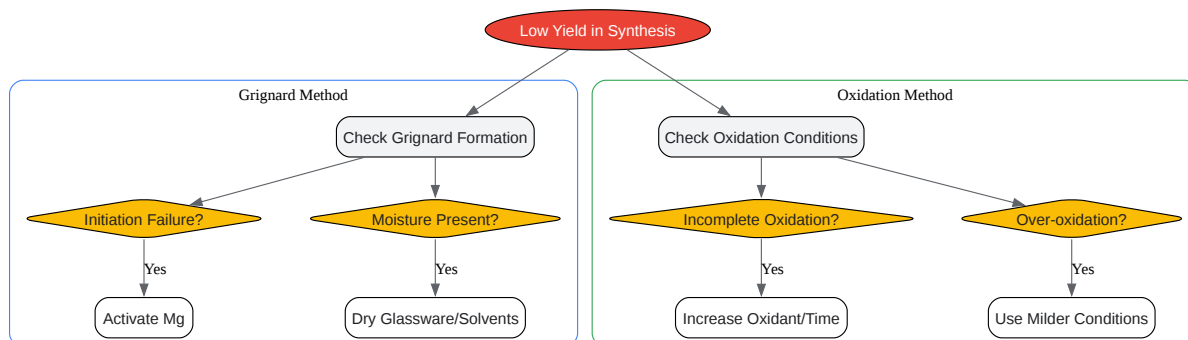 Low Yield in Synthesis
Grignard Method
Oxidation Method
Check Grignard Formation
Check Oxidation Conditions
Initiation Failure?
Moisture Present?
Incomplete Oxidation?
Over-oxidation?
Yes
Yes
Yes
Yes
Activate Mg
Dry Glassware/Solvents
Increase Oxidant/Time
Use Milder Conditions